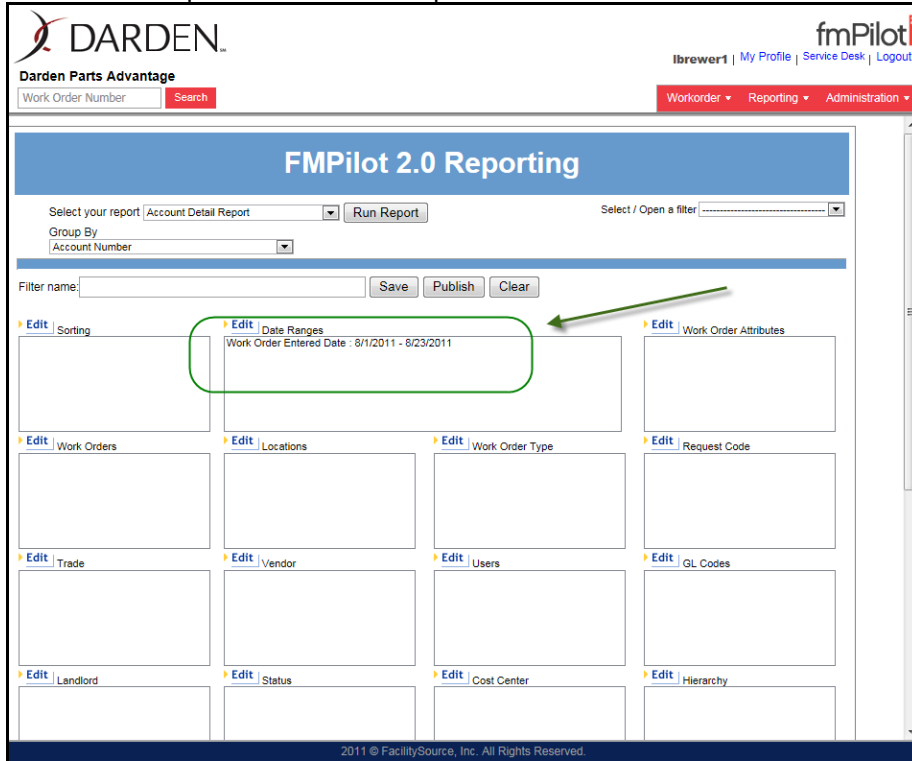 DARDEN
SM
fmPilot
lbrewer1 | My Profile | Service Desk | Logout
Darden Parts Advantage
Work Order Number Search
Workorder Reporting Administration
FMPilot 2.0 Reporting
Select your report Account Detail Report Run Report Select / Open a filter -----------------------------------
Group By
Account Number
Filter name: Save Publish Clear
Edit | Sorting Edit | Date Ranges Edit | Work Order Attributes
Work Order Entered Date : 8/1/2011 - 8/23/2011
Edit | Work Orders Edit | Locations Edit | Work Order Type Edit | Request Code
Edit | Trade Edit | Vendor Edit | Users Edit | GL Codes
Edit | Landlord Edit | Status Edit | Cost Center Edit | Hierarchy
2011 © FacilitySource, Inc. All Rights Reserved.